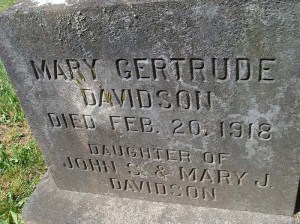 MARY GERTRUDE
DAVIDSON
DIED FEB. 20, 1918
DAUGHTER OF
JOHN S. & MARY J.
DAVIDSON